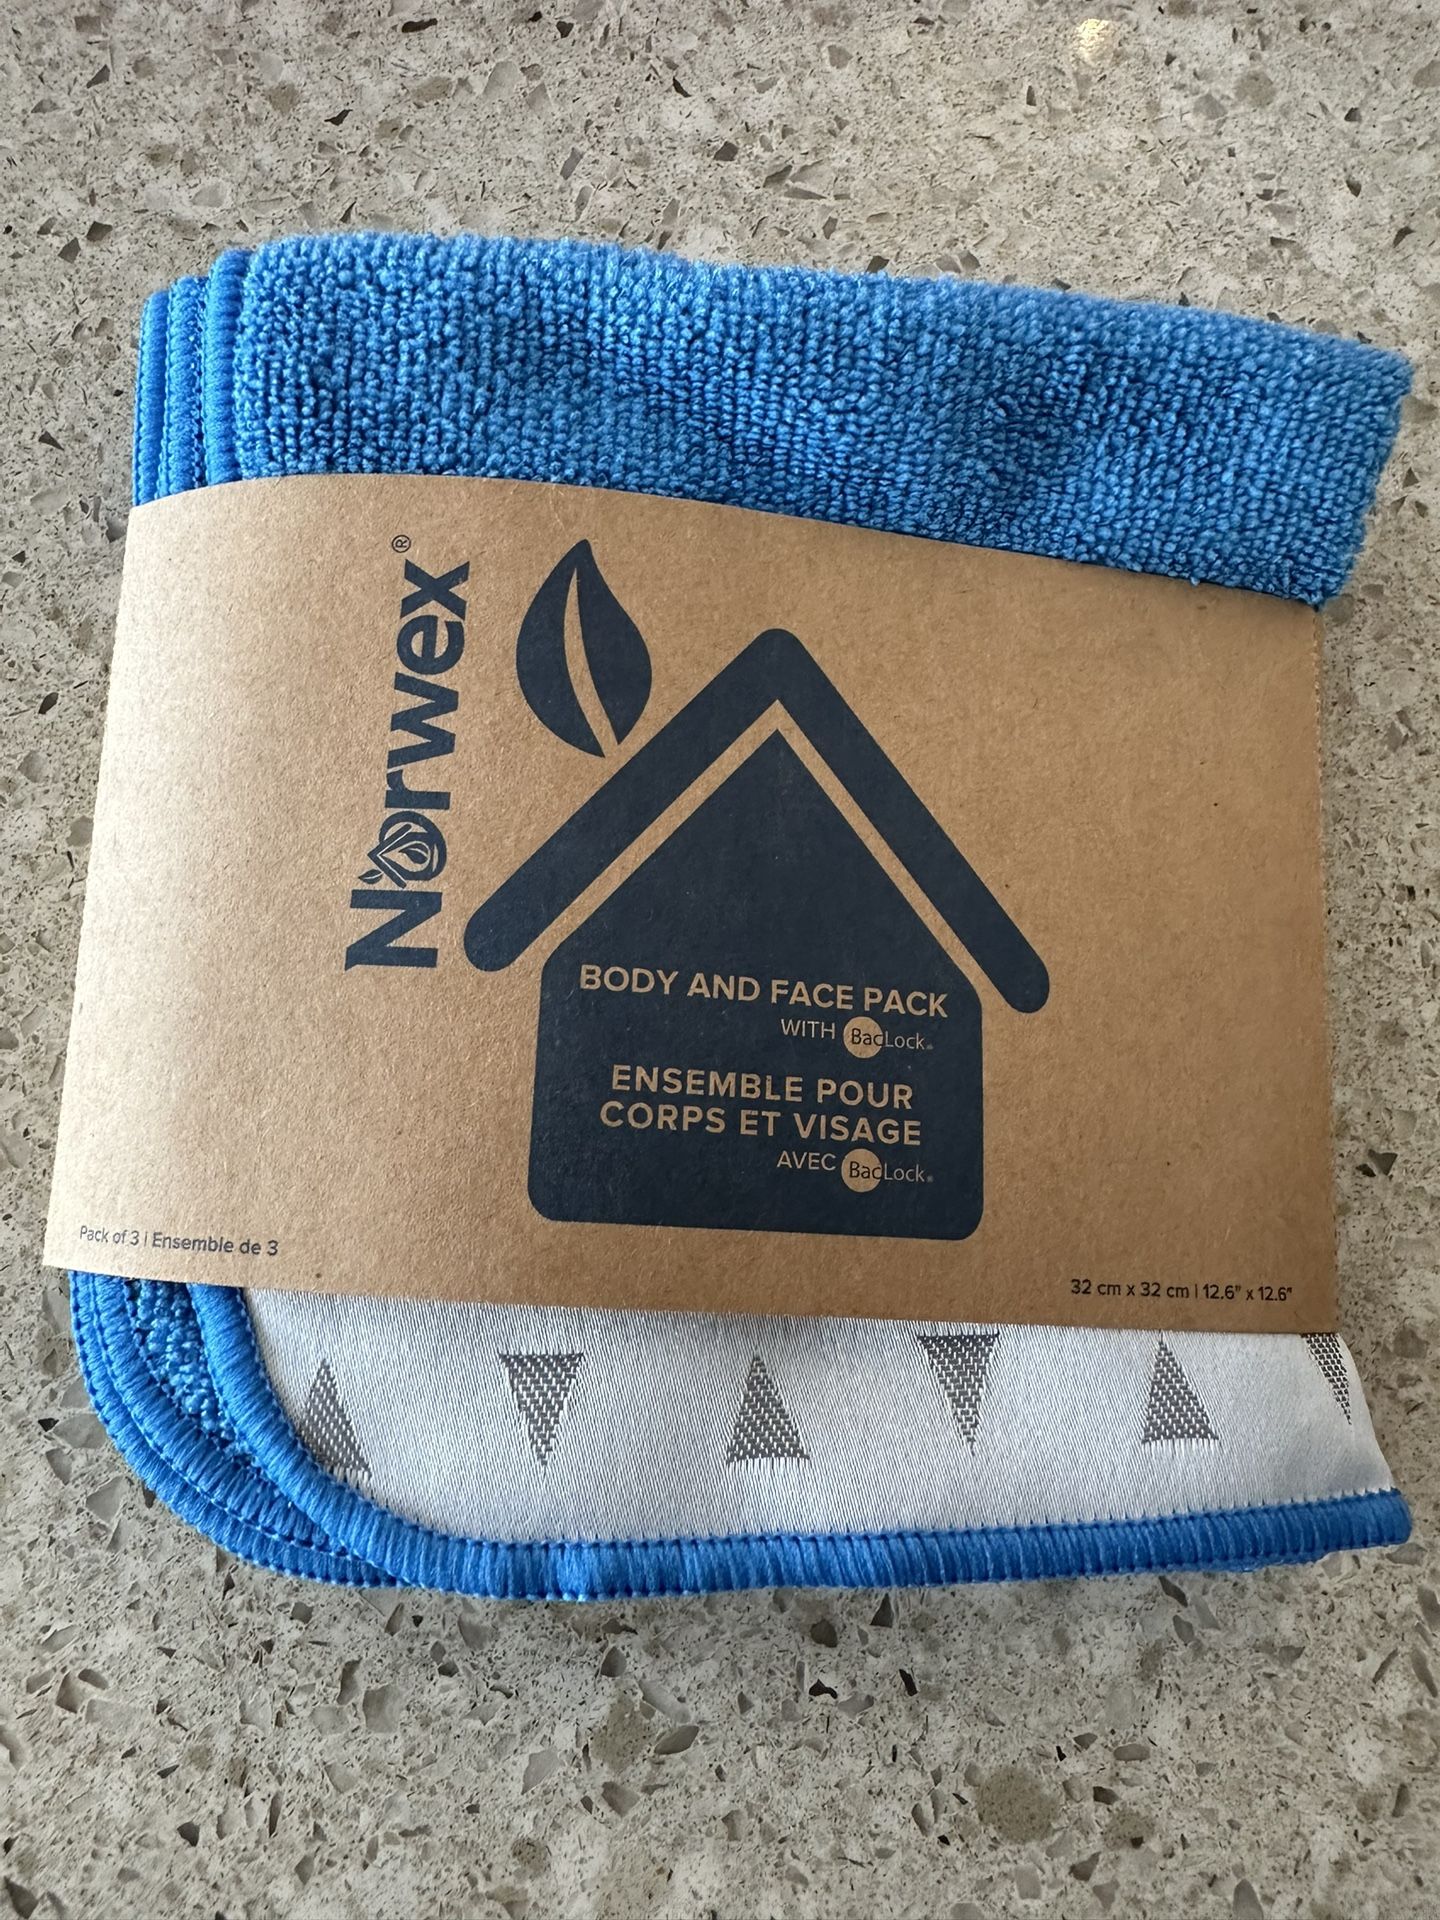 Norwex®
BODY AND FACE PACK
WITH BacLock®
ENSEMBLE POUR
CORPS ET VISAGE
AVEC BacLock®
Pack of 3 | Ensemble de 3
32 cm x 32 cm | 12.6" x 12.6"